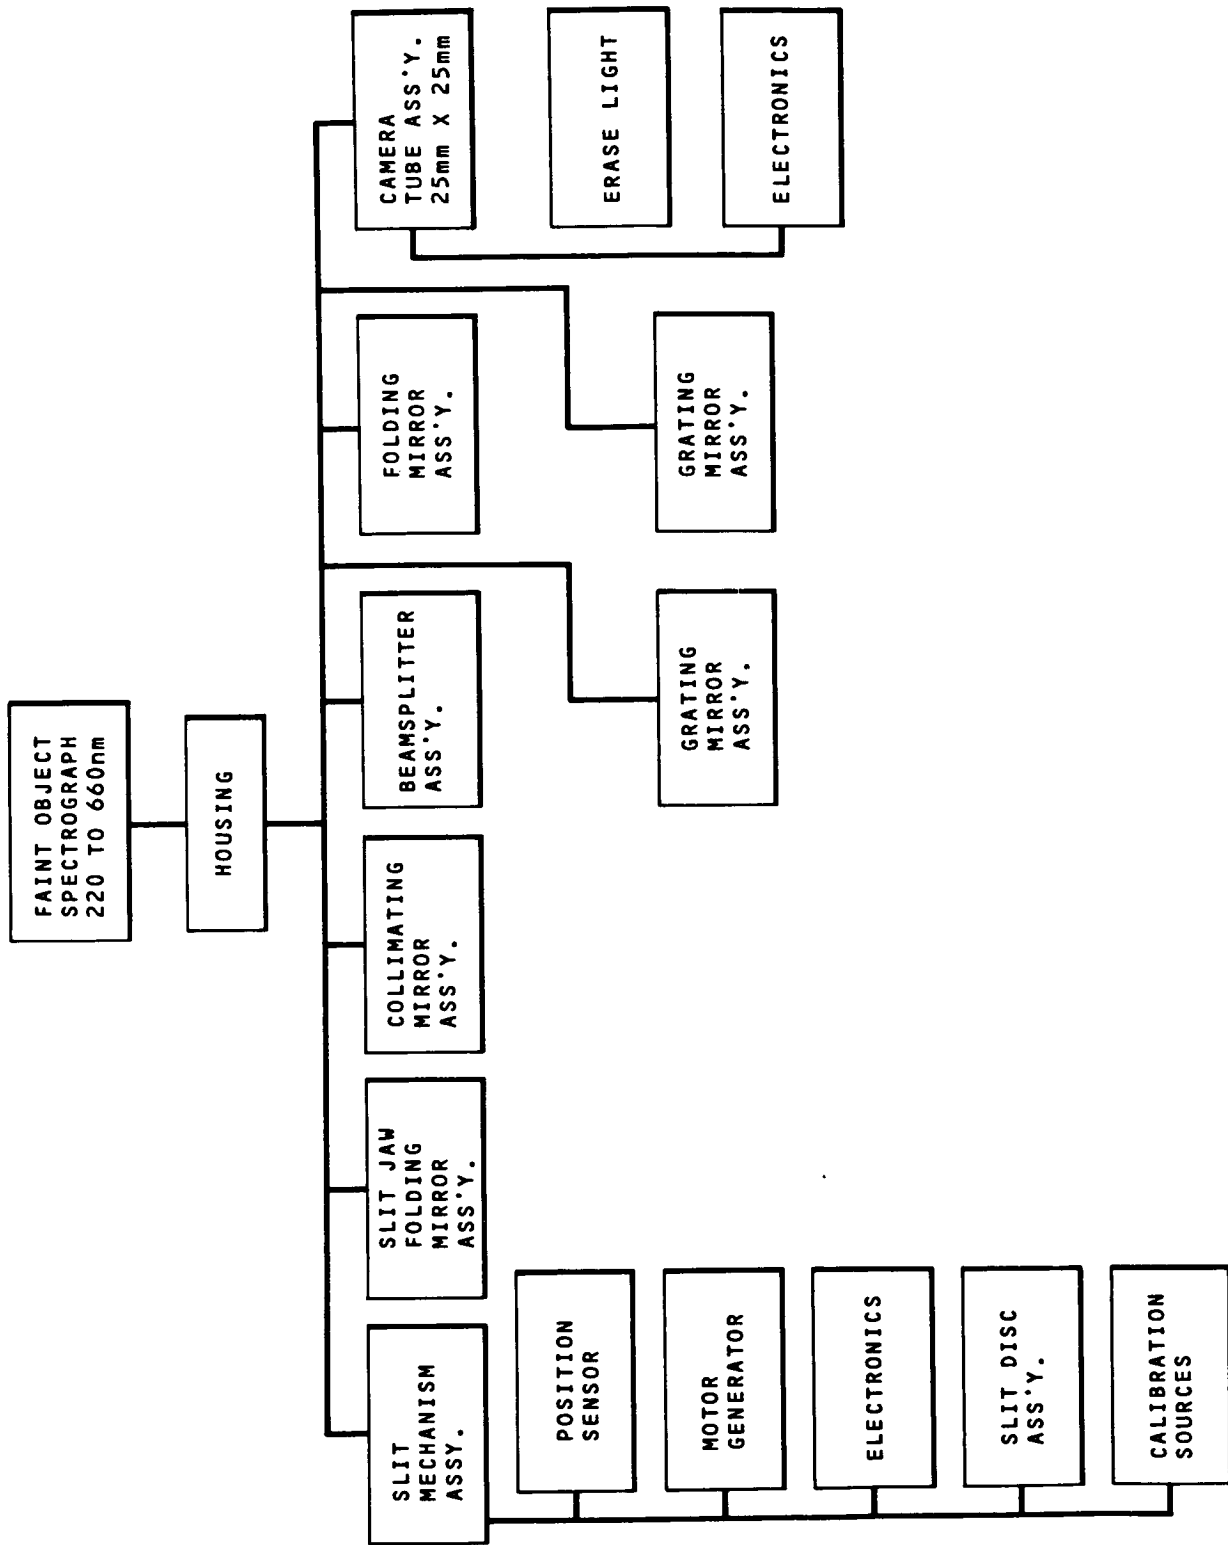 FAINT OBJECT
SPECTROGRAPH
220 TO 660nm
HOUSING
SLIT
MECHANISM
ASSY.
SLIT JAW
FOLDING
MIRROR
ASS'Y.
COLLIMATING
MIRROR
ASS'Y.
BEAMSPLITTER
ASS'Y.
FOLDING
MIRROR
ASS'Y.
CAMERA
TUBE ASS'Y.
25mm X 25mm
POSITION
SENSOR
MOTOR
GENERATOR
ELECTRONICS
SLIT DISC
ASS'Y.
CALIBRATION
SOURCES
GRATING
MIRROR
ASS'Y.
GRATING
MIRROR
ASS'Y.
ERASE LIGHT
ELECTRONICS